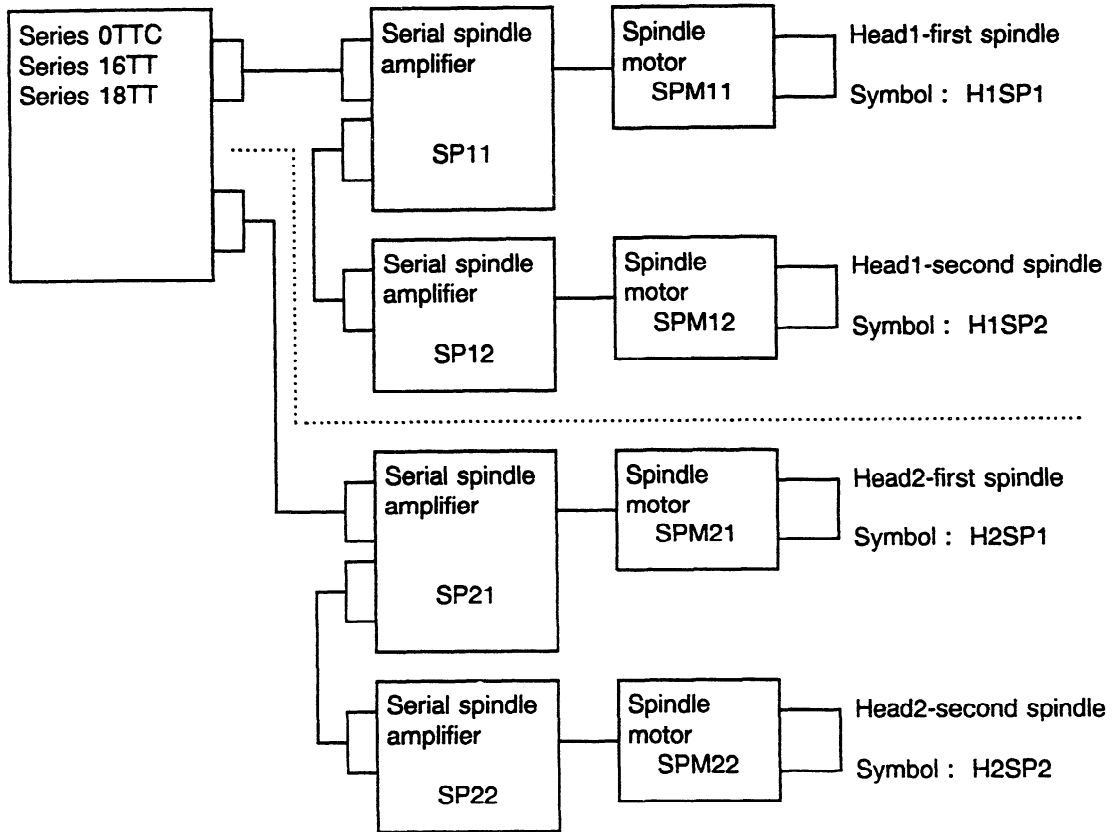 Series 0TTC
Series 16TT
Series 18TT
Serial spindle
amplifier
SP11
Spindle
motor
SPM11
Head1-first spindle
Symbol : H1SP1
Serial spindle
amplifier
SP12
Spindle
motor
SPM12
Head1-second spindle
Symbol : H1SP2
Serial spindle
amplifier
SP21
Spindle
motor
SPM21
Head2-first spindle
Symbol : H2SP1
Serial spindle
amplifier
SP22
Spindle
motor
SPM22
Head2-second spindle
Symbol : H2SP2